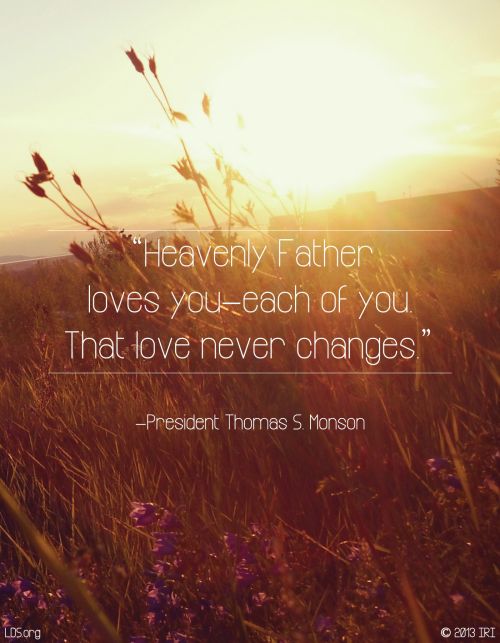 “Heavenly Father
loves you–each of you.
That love never changes.”
–President Thomas S. Monson
LDS.org
© 2013 IRI